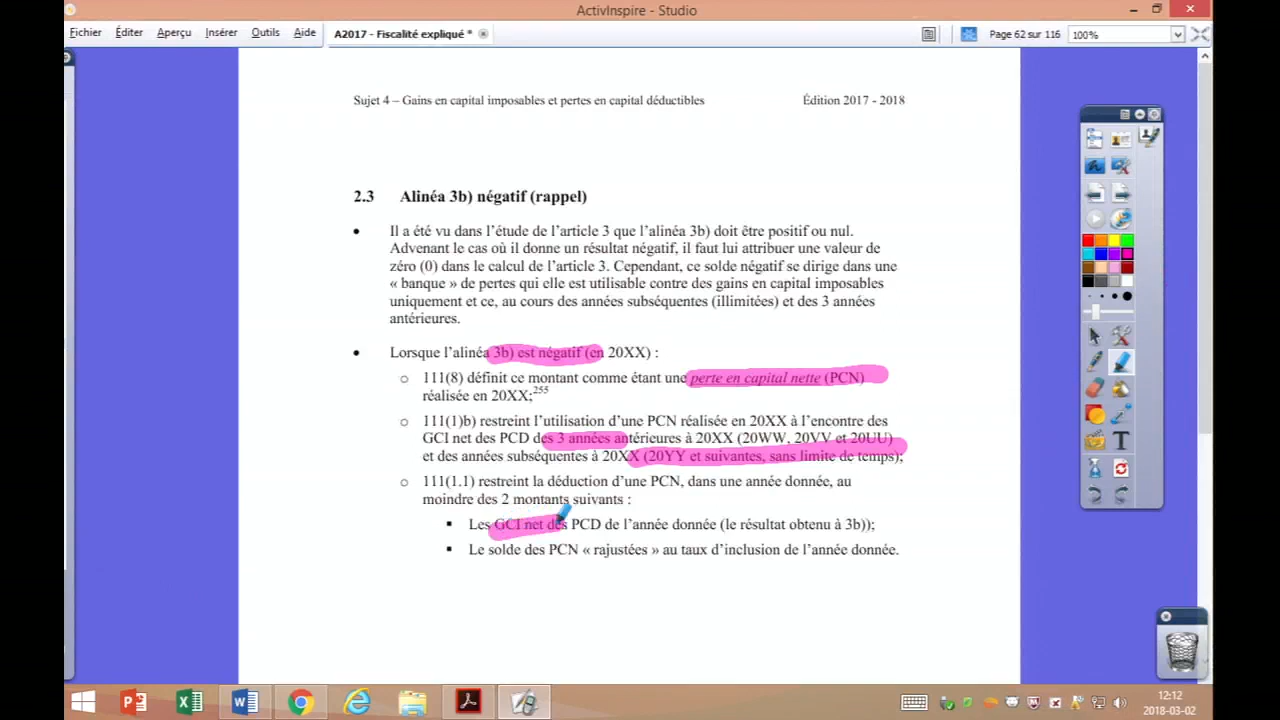 ActivInspire - Studio
Fichier Éditer Aperçu Insérer Outils Aide
A2017 - Fiscalité expliqué *
Page 62 sur 116
100%
Sujet 4 – Gains en capital imposables et pertes en capital déductibles Édition 2017 - 2018
2.3 Alinéa 3b) négatif (rappel)
• Il a été vu dans l’étude de l’article 3 que l’alinéa 3b) doit être positif ou nul.
Advenant le cas où il donne un résultat négatif, il faut lui attribuer une valeur de
zéro (0) dans le calcul de l’article 3. Cependant, ce solde négatif se dirige dans une
« banque » de pertes qui elle est utilisable contre des gains en capital imposables
uniquement et ce, au cours des années subséquentes (illimitées) et des 3 années
antérieures.
• Lorsque l’alinéa 3b) est négatif (en 20XX) :
o 111(8) définit ce montant comme étant une perte en capital nette (PCN)
réalisée en 20XX;255
o 111(1)b) restreint l’utilisation d’une PCN réalisée en 20XX à l’encontre des
GCI net des PCD des 3 années antérieures à 20XX (20WW, 20VV et 20UU)
et des années subséquentes à 20XX (20YY et suivantes, sans limite de temps);
o 111(1.1) restreint la déduction d’une PCN, dans une année donnée, au
moindre des 2 montants suivants :
▪ Les GCI net des PCD de l’année donnée (le résultat obtenu à 3b));
▪ Le solde des PCN « rajustées » au taux d’inclusion de l’année donnée.
12:12
2018-03-02